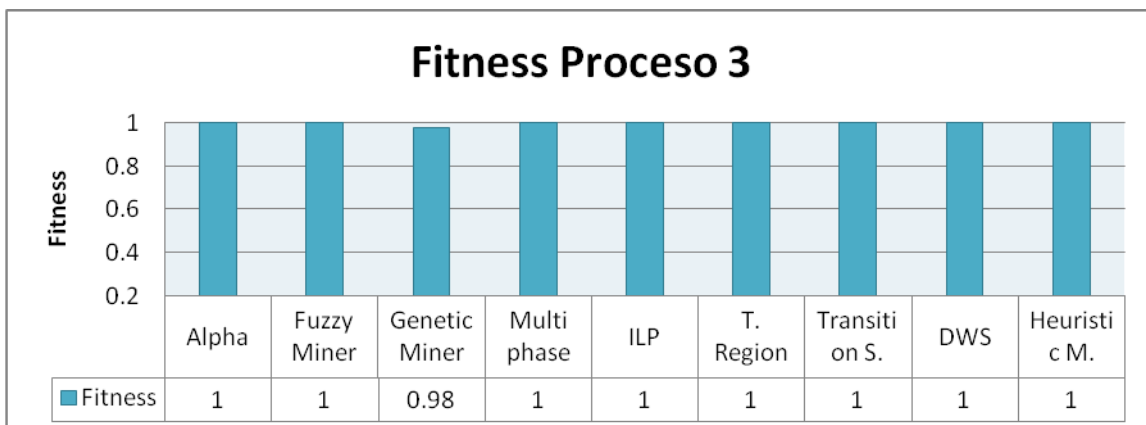 Fitness Proceso 3
Fitness
1
0.8
0.6
0.4
0.2
Alpha
Fuzzy
Miner
Genetic
Miner
Multi
phase
ILP
T.
Region
Transiti
on S.
DWS
Heuristi
c M.
Fitness 1 1 0.98 1 1 1 1 1 1